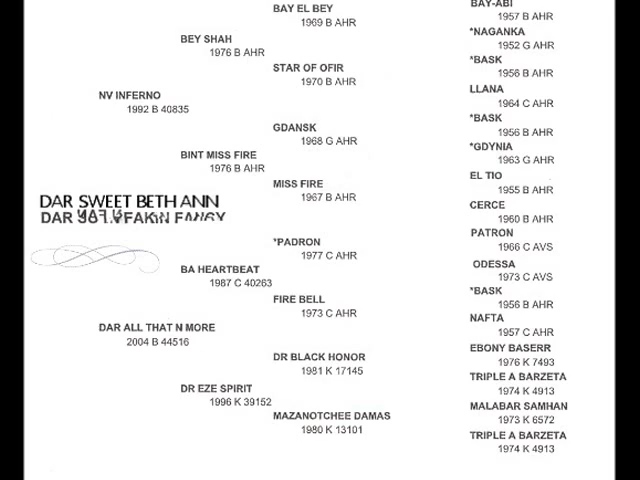 BAY EL BEY
1969 B AHR
BAY-ABI
1957 B AHR
BEY SHAH
1976 B AHR
*NAGANKA
1952 G AHR
STAR OF OFIR
1970 B AHR
*BASK
1956 B AHR
NV INFERNO
1992 B 40835
LLANA
1964 C AHR
GDANSK
1968 G AHR
*BASK
1956 B AHR
BINT MISS FIRE
1976 B AHR
*GDYNIA
1963 G AHR
MISS FIRE
1967 B AHR
EL TIO
1955 B AHR
DAR SWEET BETH ANN
DAR
CERCE
1960 B AHR
*PADRON
1977 C AHR
PATRON
1966 C AVS
BA HEARTBEAT
1987 C 40263
ODESSA
1973 C AVS
FIRE BELL
1973 C AHR
*BASK
1956 B AHR
DAR ALL THAT N MORE
2004 B 44516
NAFTA
1957 C AHR
DR BLACK HONOR
1981 K 17145
EBONY BASERR
1976 K 7493
DR EZE SPIRIT
1996 K 39152
TRIPLE A BARZETA
1974 K 4913
MAZANOTCHEE DAMAS
1980 K 13101
MALABAR SAMHAN
1973 K 6572
TRIPLE A BARZETA
1974 K 4913